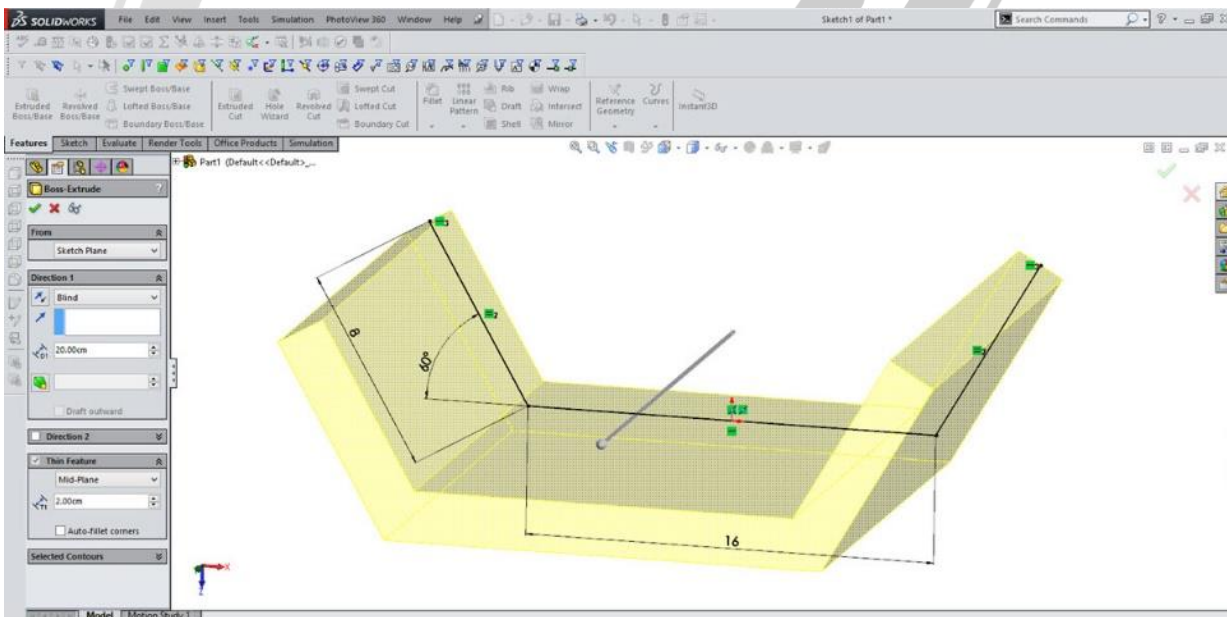 SOLIDWORKS File Edit View Insert Tools Simulation PhotoView 360 Window Help Sketch1 of Part1 * Search Commands
Extruded Boss/Base
Revolved Boss/Base
Swept Boss/Base
Lofted Boss/Base
Boundary Boss/Base
Extruded Cut
Hole Wizard
Revolved Cut
Swept Cut
Lofted Cut
Boundary Cut
Fillet
Linear Pattern
Rib
Draft
Shell
Wrap
Intersect
Mirror
Reference Geometry
Curves
Instant3D
Features Sketch Evaluate Render Tools Office Products Simulation
Part1 (Default<<Default>_...
Boss-Extrude ?
From
Sketch Plane
Direction 1
Blind
20.00cm
Draft outward
Direction 2
Thin Feature
Mid-Plane
2.00cm
Auto-fillet corners
Selected Contours
8
60°
16
X
Z
Model Motion Study 1